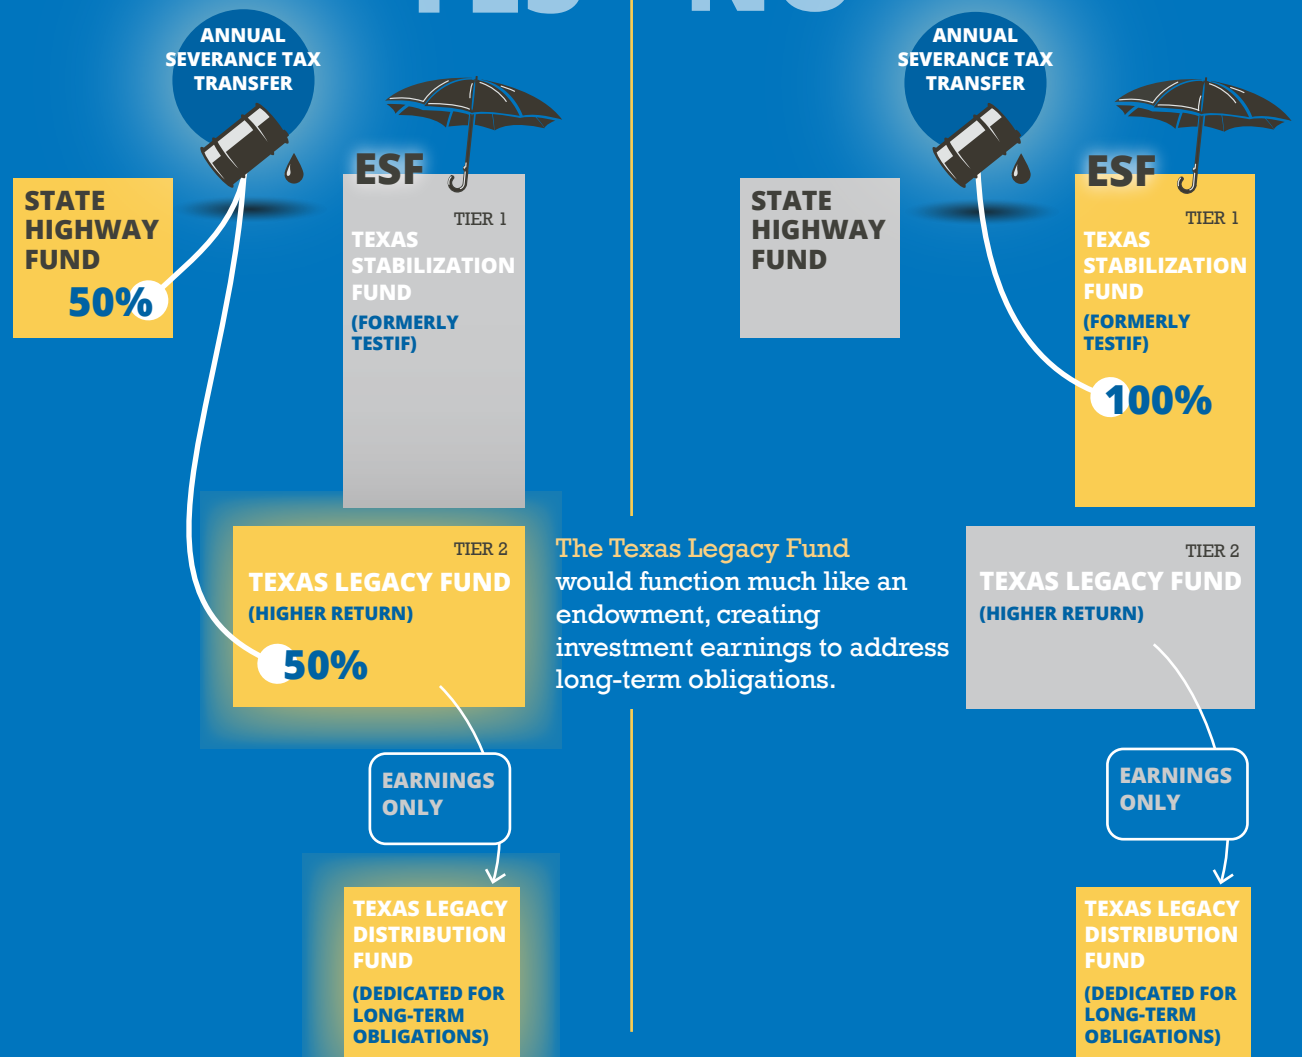 YES
NO
ANNUAL
SEVERANCE TAX
TRANSFER
STATE
HIGHWAY
FUND
50%
ESF
TIER 1
TEXAS
STABILIZATION
FUND
(FORMERLY
TESTIF)
TIER 2
TEXAS LEGACY FUND
(HIGHER RETURN)
50%
EARNINGS
ONLY
TEXAS LEGACY
DISTRIBUTION
FUND
(DEDICATED FOR
LONG-TERM
OBLIGATIONS)
The Texas Legacy Fund
would function much like an
endowment, creating
investment earnings to address
long-term obligations.
ANNUAL
SEVERANCE TAX
TRANSFER
STATE
HIGHWAY
FUND
ESF
TIER 1
TEXAS
STABILIZATION
FUND
(FORMERLY
TESTIF)
100%
TIER 2
TEXAS LEGACY FUND
(HIGHER RETURN)
EARNINGS
ONLY
TEXAS LEGACY
DISTRIBUTION
FUND
(DEDICATED FOR
LONG-TERM
OBLIGATIONS)